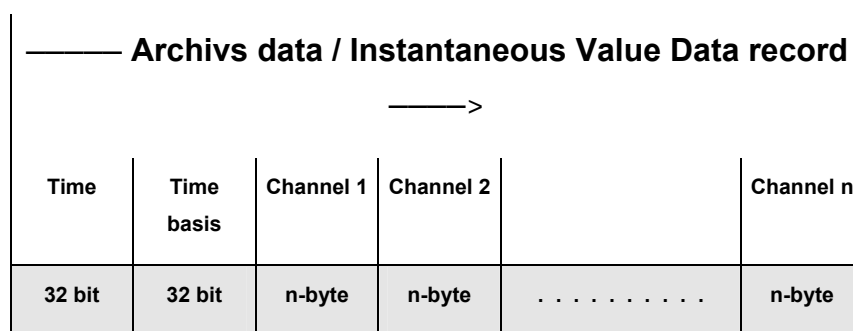 ───── Archivs data / Instantaneous Value Data record
────>
Time Time basis Channel 1 Channel 2 Channel n
32 bit 32 bit n-byte n-byte . . . . . . . . . . n-byte